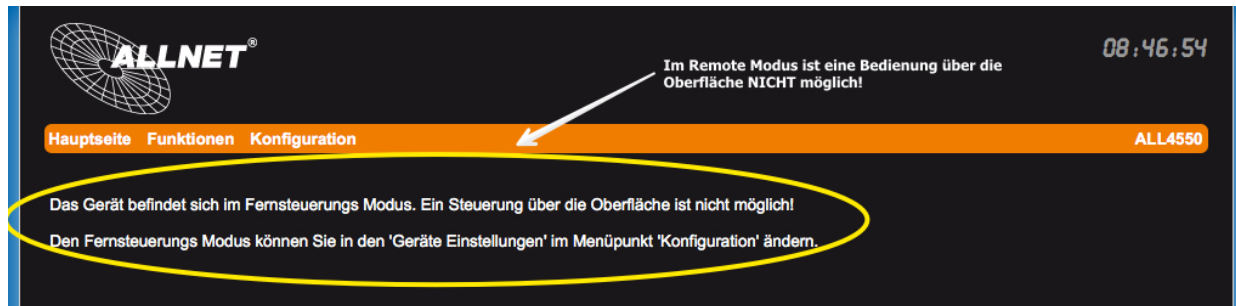 ALLNET®
08:46:54
Im Remote Modus ist eine Bedienung über die
Oberfläche NICHT möglich!
Hauptseite Funktionen Konfiguration ALL4550
Das Gerät befindet sich im Fernsteuerungs Modus. Ein Steuerung über die Oberfläche ist nicht möglich!
Den Fernsteuerungs Modus können Sie in den 'Geräte Einstellungen' im Menüpunkt 'Konfiguration' ändern.